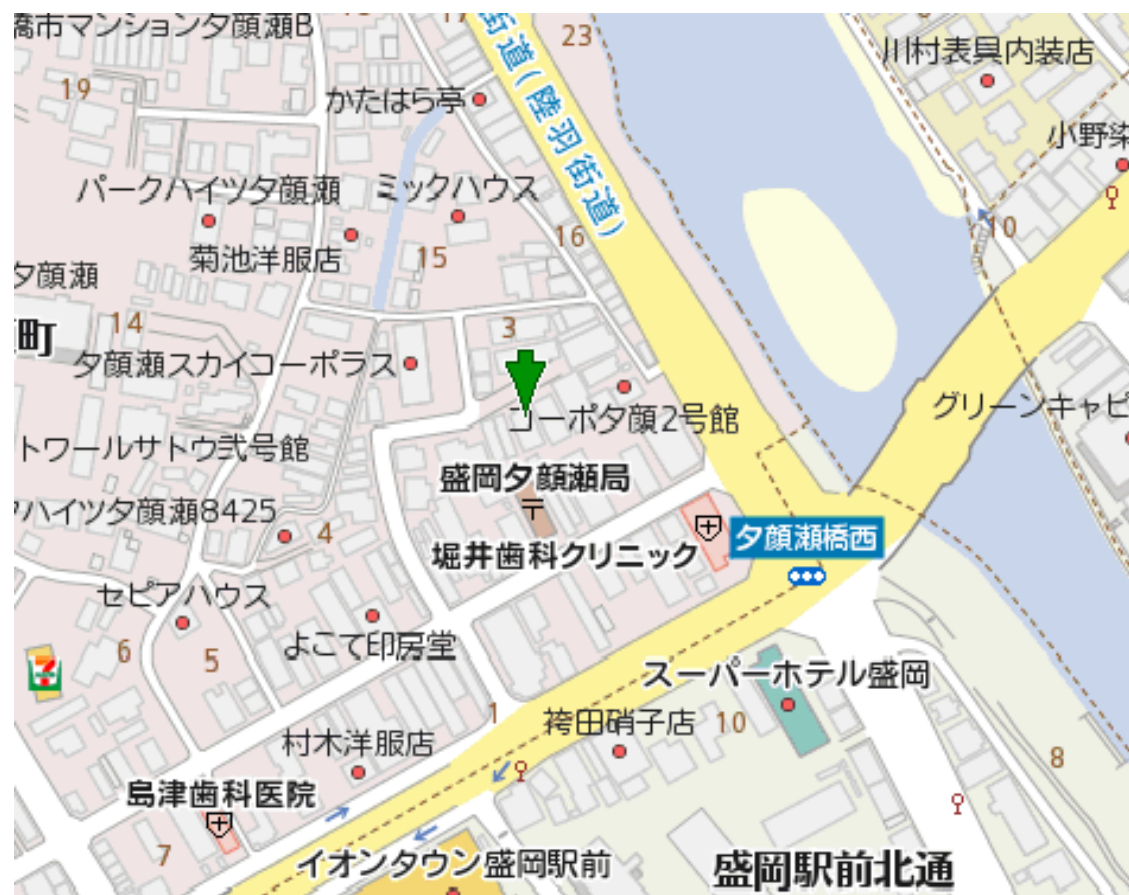 橋市マンション夕顔瀬B
17
23
川村表具内装店
19
かたはら亭
街道(陸羽街道)
小野染
パークハイツ夕顔瀬
ミックハウス
菊池洋服店
15
16
10
夕顔瀬
町
14
3
夕顔瀬スカイコーポラス
コーポ夕顔2号館
グリーンキャピ
トワールサトウ弐号館
盛岡夕顔瀬局
〒
ハイツ夕顔瀬8425
4
堀井歯科クリニック
夕顔瀬橋西
セピアハウス
6
5
よこて印房堂
7
スーパーホテル盛岡
1
袴田硝子店
10
村木洋服店
8
島津歯科医院
7
イオンタウン盛岡駅前
盛岡駅前北通